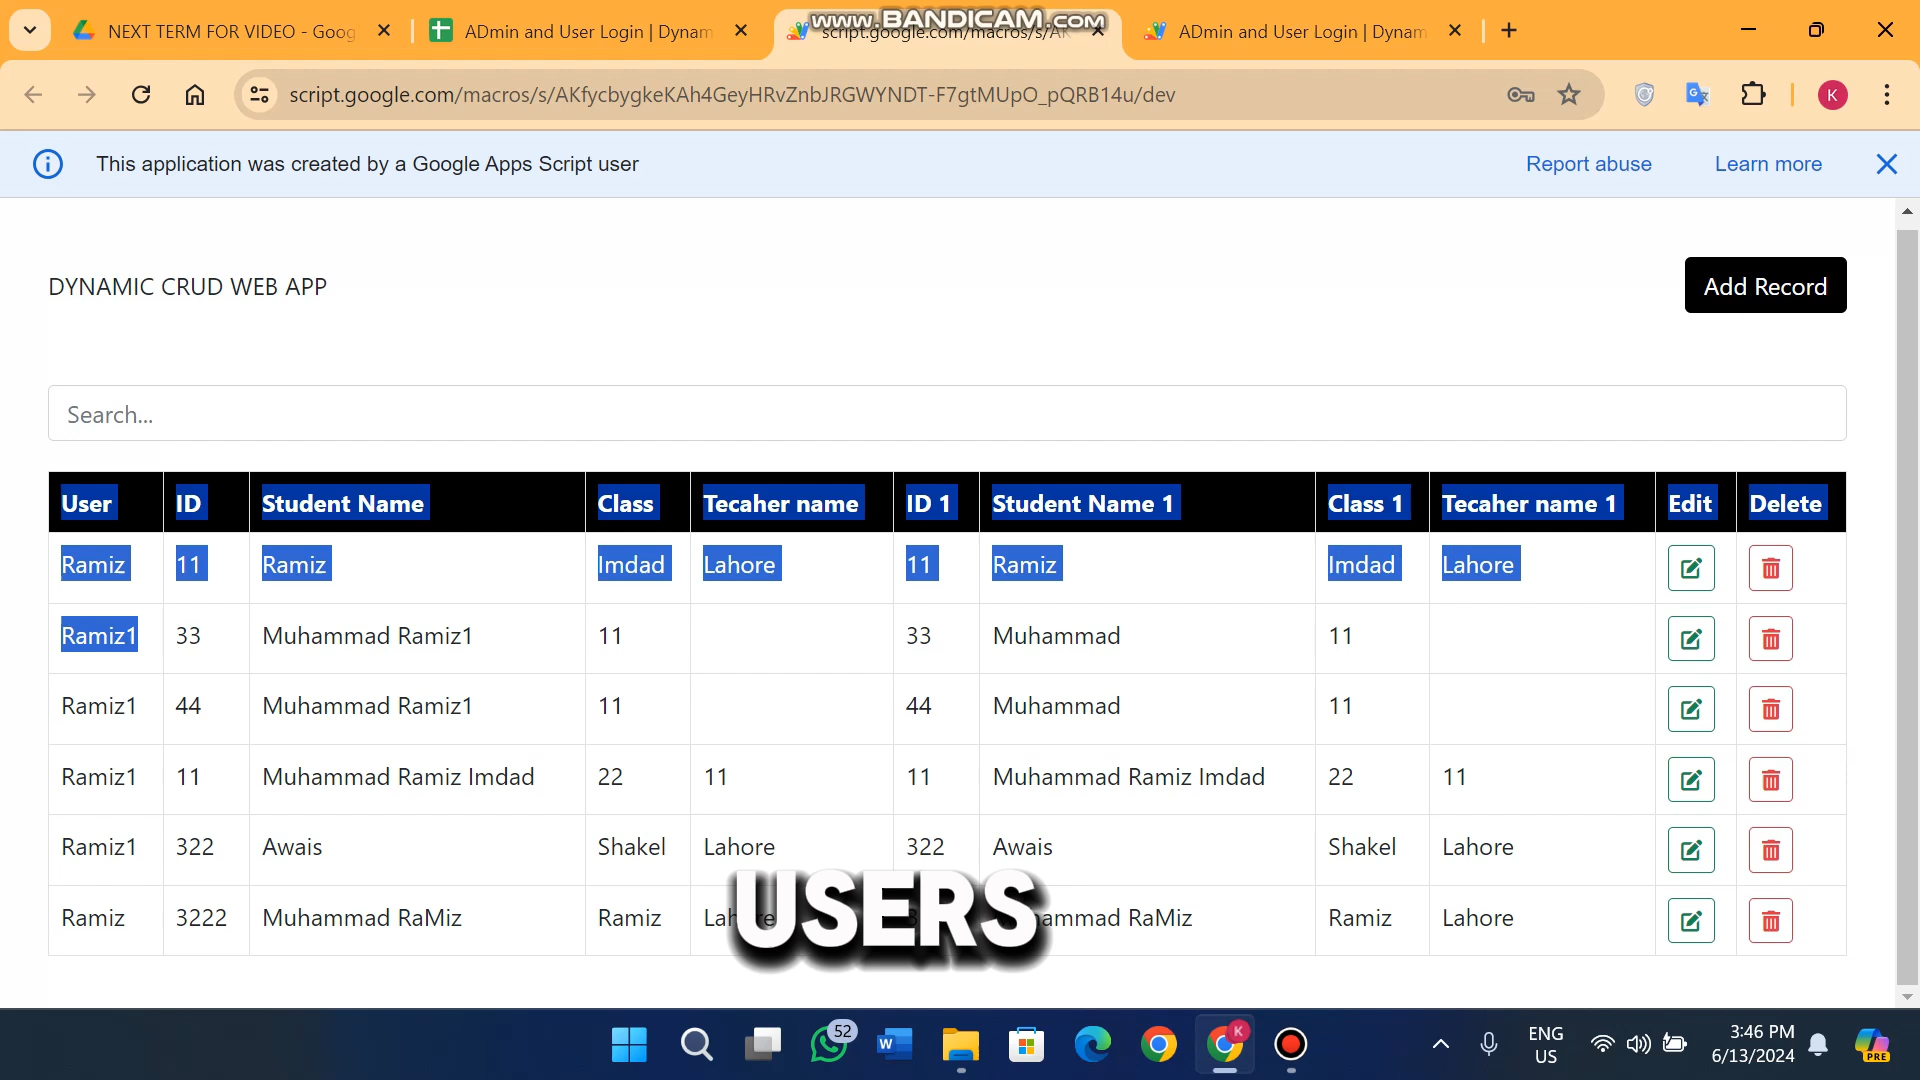 NEXT TERM FOR VIDEO - Goog
ADmin and User Login | Dynam
script.google.com/macros/s/AK
www.BANDICAM.com
ADmin and User Login | Dynam
script.google.com/macros/s/AKfycbygkeKAh4GeyHRvZnbJRGWYNDT-F7gtMUpO_pQRB14u/dev
K
This application was created by a Google Apps Script user
Report abuse
Learn more
DYNAMIC CRUD WEB APP
Add Record
Search...
User ID Student Name Class Tecaher name ID 1 Student Name 1 Class 1 Tecaher name 1 Edit Delete
Ramiz 11 Ramiz Imdad Lahore 11 Ramiz Imdad Lahore
Ramiz1 33 Muhammad Ramiz1 11 33 Muhammad 11
Ramiz1 44 Muhammad Ramiz1 11 44 Muhammad 11
Ramiz1 11 Muhammad Ramiz Imdad 22 11 11 Muhammad Ramiz Imdad 22 11
Ramiz1 322 Awais Shakel Lahore 322 Awais Shakel Lahore
Ramiz 3222 Muhammad RaMiz Ramiz Lahore Muhammad RaMiz Ramiz Lahore
USERS
52
W
K
ENG
US
3:46 PM
6/13/2024
PRE